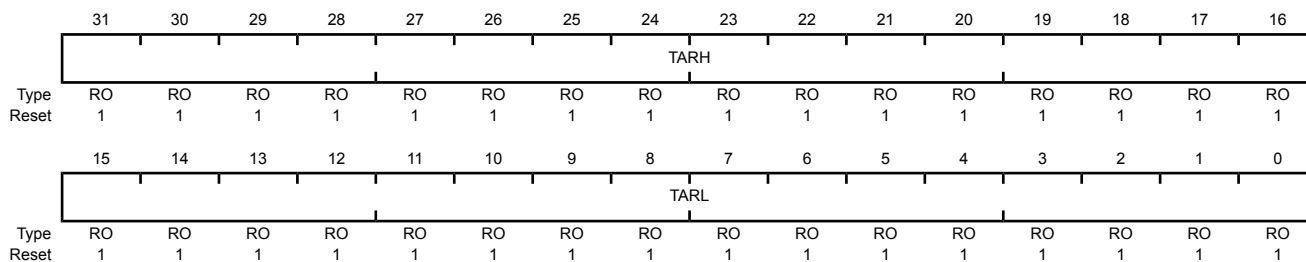 31 30 29 28 27 26 25 24 23 22 21 20 19 18 17 16
TARH
Type RO RO RO RO RO RO RO RO RO RO RO RO RO RO RO RO
Reset 1 1 1 1 1 1 1 1 1 1 1 1 1 1 1 1
15 14 13 12 11 10 9 8 7 6 5 4 3 2 1 0
TARL
Type RO RO RO RO RO RO RO RO RO RO RO RO RO RO RO RO
Reset 1 1 1 1 1 1 1 1 1 1 1 1 1 1 1 1